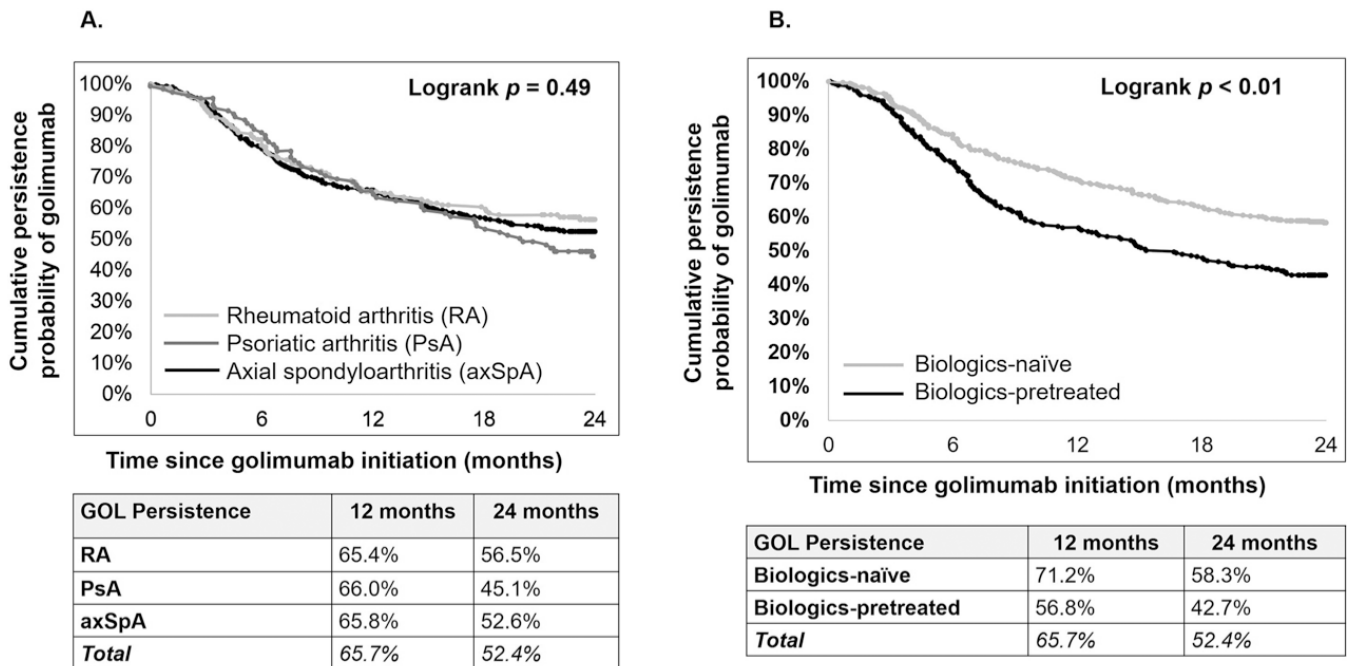 A.
Cumulative persistence
probability of golimumab
100%
90%
80%
70%
60%
50%
40%
30%
20%
10%
0%
Logrank p = 0.49
Rheumatoid arthritis (RA)
Psoriatic arthritis (PsA)
Axial spondyloarthritis (axSpA)
0 6 12 18 24
Time since golimumab initiation (months)
GOL Persistence 12 months 24 months
RA 65.4% 56.5%
PsA 66.0% 45.1%
axSpA 65.8% 52.6%
Total 65.7% 52.4%
B.
Cumulative persistence
probability of golimumab
100%
90%
80%
70%
60%
50%
40%
30%
20%
10%
0%
Logrank p < 0.01
Biologics-naïve
Biologics-pretreated
0 6 12 18 24
Time since golimumab initiation (months)
GOL Persistence 12 months 24 months
Biologics-naïve 71.2% 58.3%
Biologics-pretreated 56.8% 42.7%
Total 65.7% 52.4%